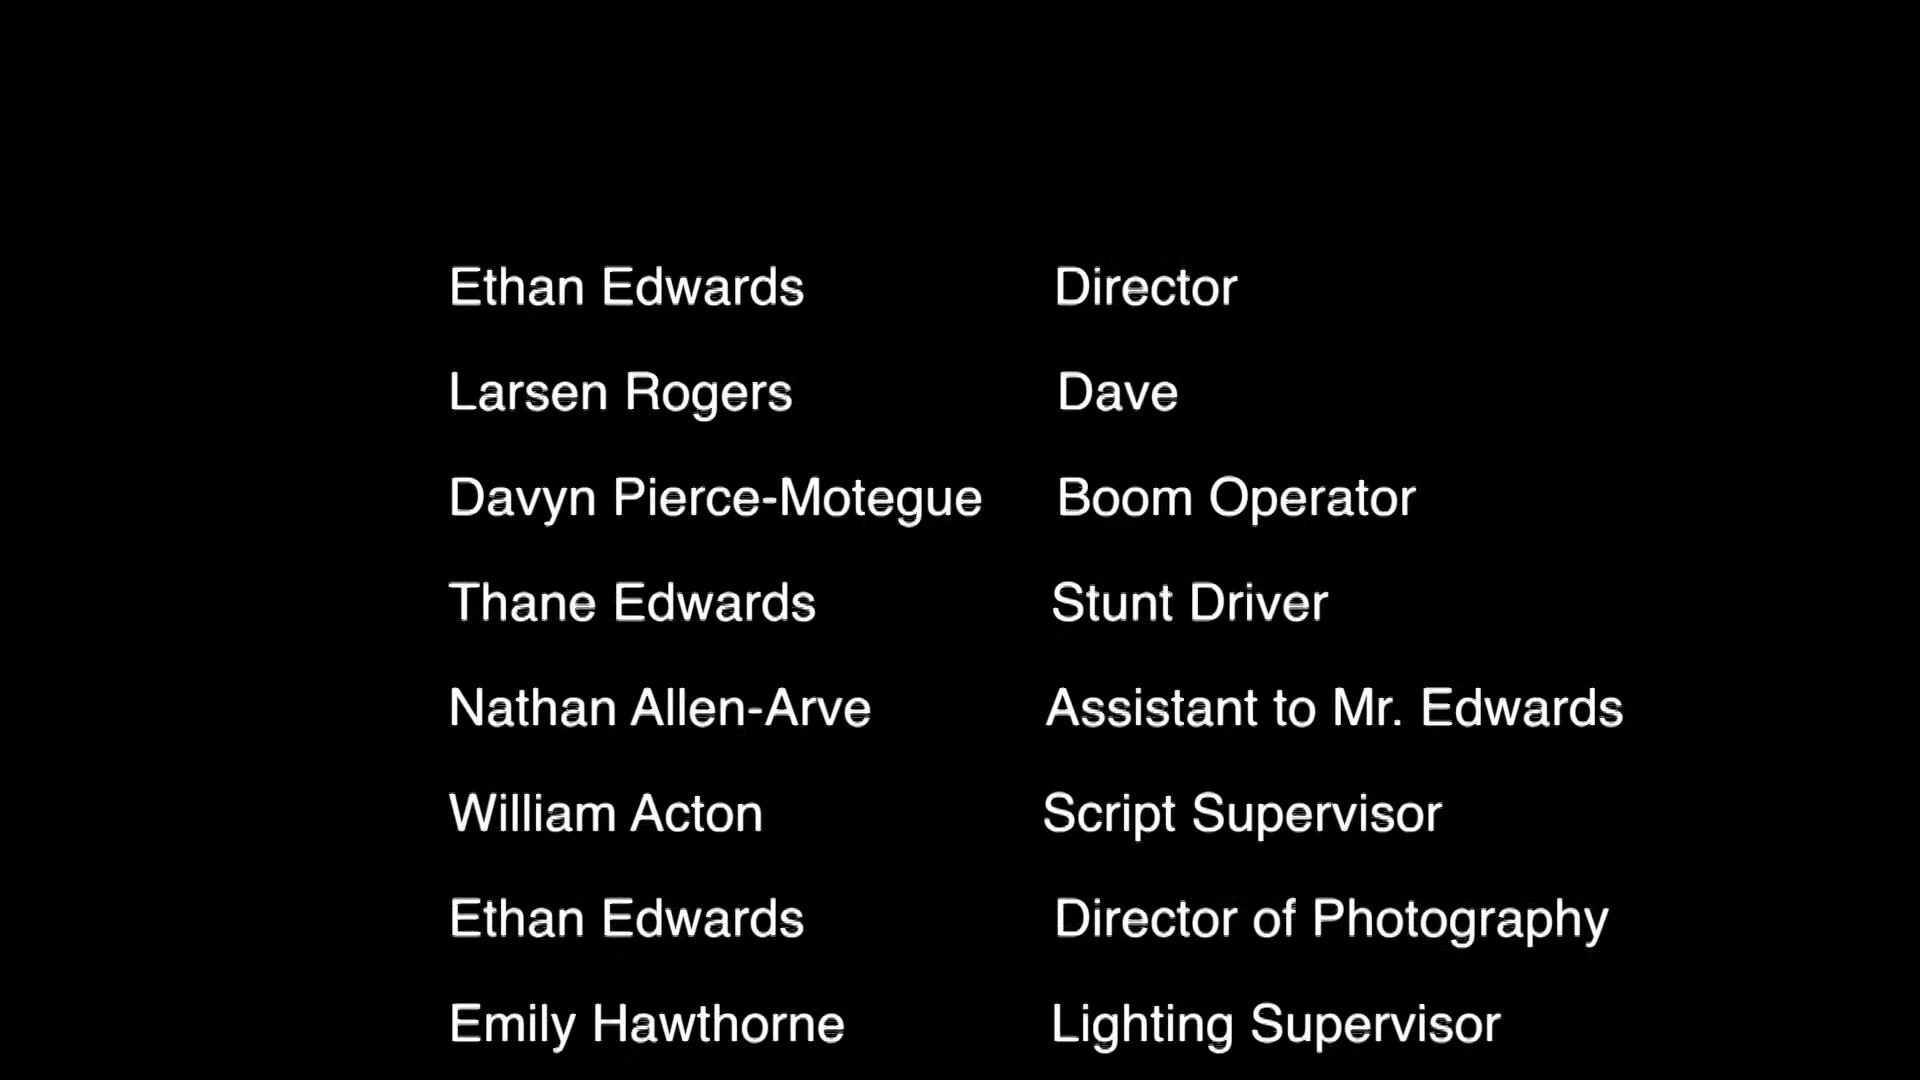 Ethan Edwards Director
Larsen Rogers Dave
Davyn Pierce-Motegue Boom Operator
Thane Edwards Stunt Driver
Nathan Allen-Arve Assistant to Mr. Edwards
William Acton Script Supervisor
Ethan Edwards Director of Photography
Emily Hawthorne Lighting Supervisor